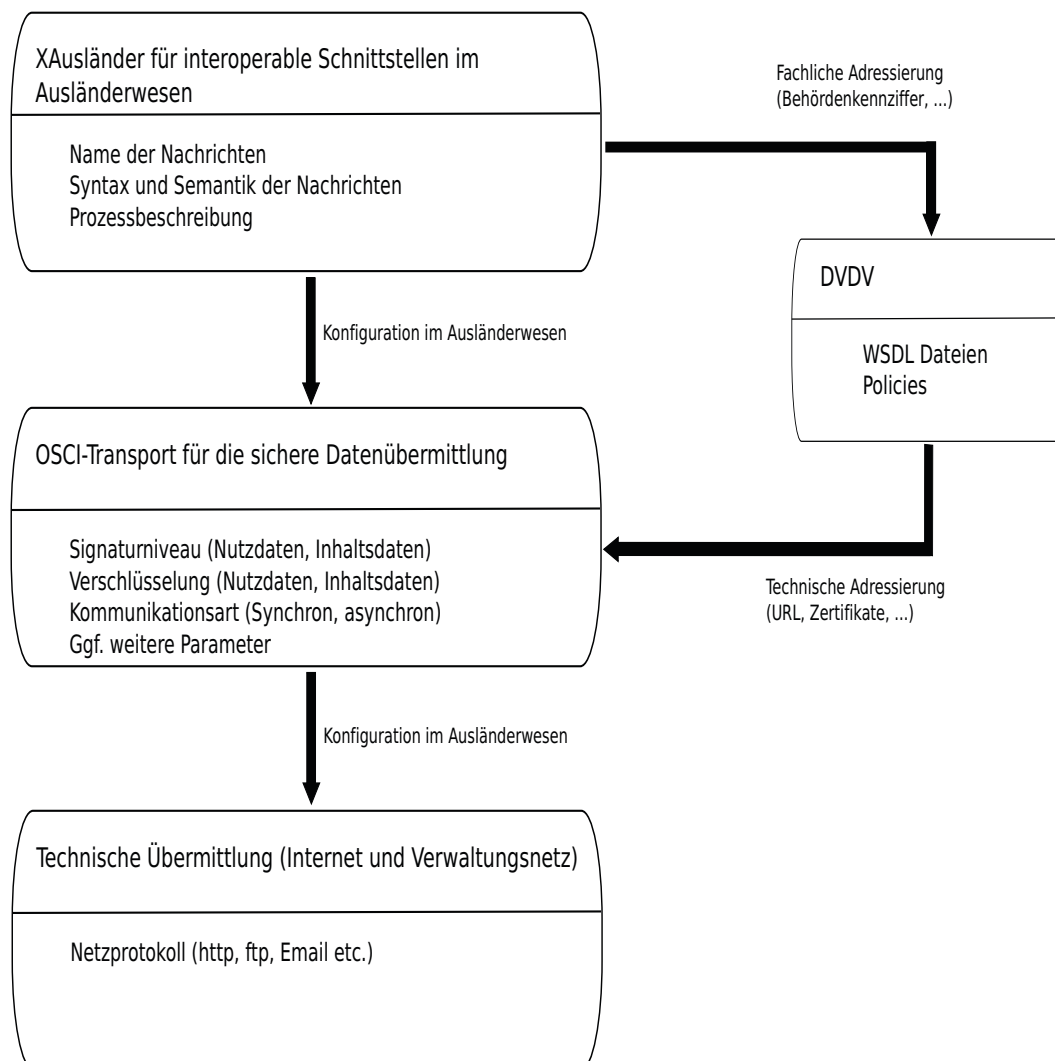 XAusländer für interoperable Schnittstellen im
Ausländerwesen
Name der Nachrichten
Syntax und Semantik der Nachrichten
Prozessbeschreibung
Fachliche Adressierung
(Behördenkennziffer, ...)
DVDV
WSDL Dateien
Policies
Konfiguration im Ausländerwesen
OSCI-Transport für die sichere Datenübermittlung
Signaturniveau (Nutzdaten, Inhaltsdaten)
Verschlüsselung (Nutzdaten, Inhaltsdaten)
Kommunikationsart (Synchron, asynchron)
Ggf. weitere Parameter
Technische Adressierung
(URL, Zertifikate, ...)
Konfiguration im Ausländerwesen
Technische Übermittlung (Internet und Verwaltungsnetz)
Netzprotokoll (http, ftp, Email etc.)